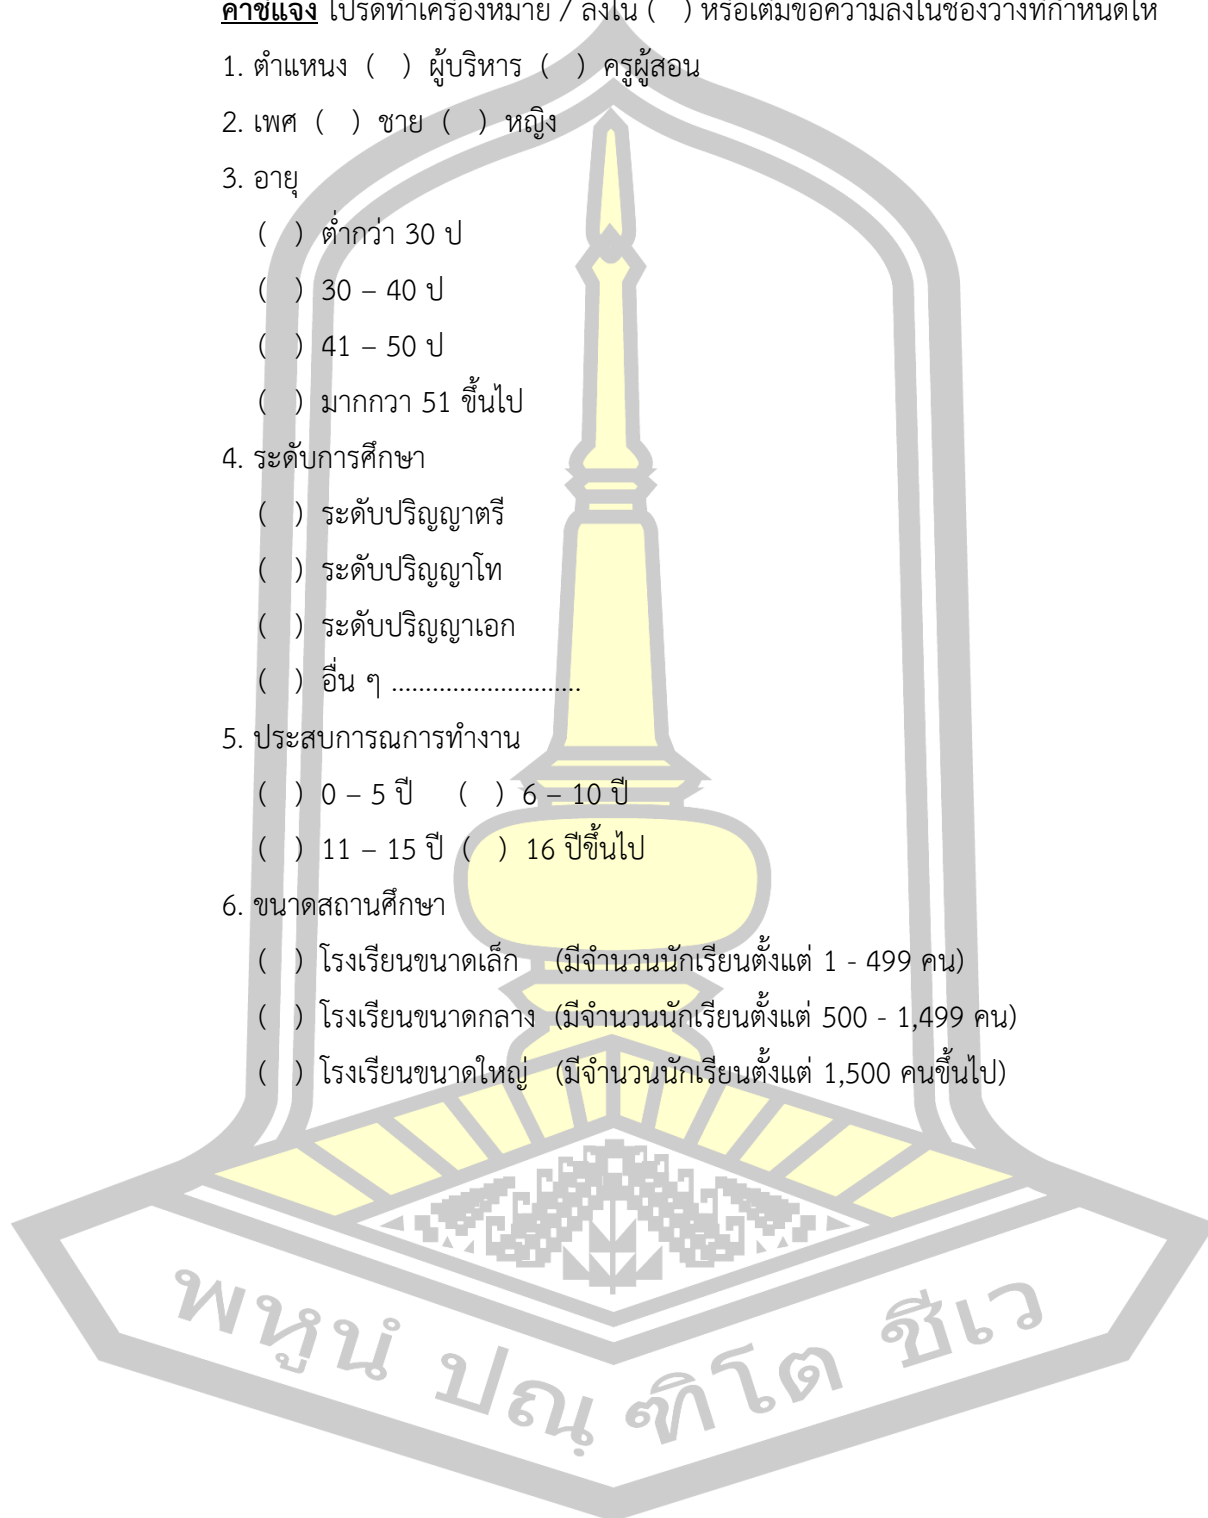 คำชี้แจง โปรดทำเครื่องหมาย / ลงใน (   ) หรือเติมข้อความลงในช่องว่างที่กำหนดให้
1. ตำแหนง (   ) ผู้บริหาร (   ) ครูผู้สอน
2. เพศ (   ) ชาย (   ) หญิง
3. อายุ
(   ) ต่ำกว่า 30 ป
(   ) 30 – 40 ป
(   ) 41 – 50 ป
(   ) มากกวา 51 ขึ้นไป
4. ระดับการศึกษา
(   ) ระดับปริญญาตรี
(   ) ระดับปริญญาโท
(   ) ระดับปริญญาเอก
(   ) อื่น ๆ ............................
5. ประสบการณการทำงาน
(   ) 0 – 5 ปี (   ) 6 – 10 ปี
(   ) 11 – 15 ปี (   ) 16 ปีขึ้นไป
6. ขนาดสถานศึกษา
(   ) โรงเรียนขนาดเล็ก (มีจำนวนนักเรียนตั้งแต่ 1 - 499 คน)
(   ) โรงเรียนขนาดกลาง (มีจำนวนนักเรียนตั้งแต่ 500 - 1,499 คน)
(   ) โรงเรียนขนาดใหญ่ (มีจำนวนนักเรียนตั้งแต่ 1,500 คนขึ้นไป)
พหูนํ ปณฺฑิโต ชีเว